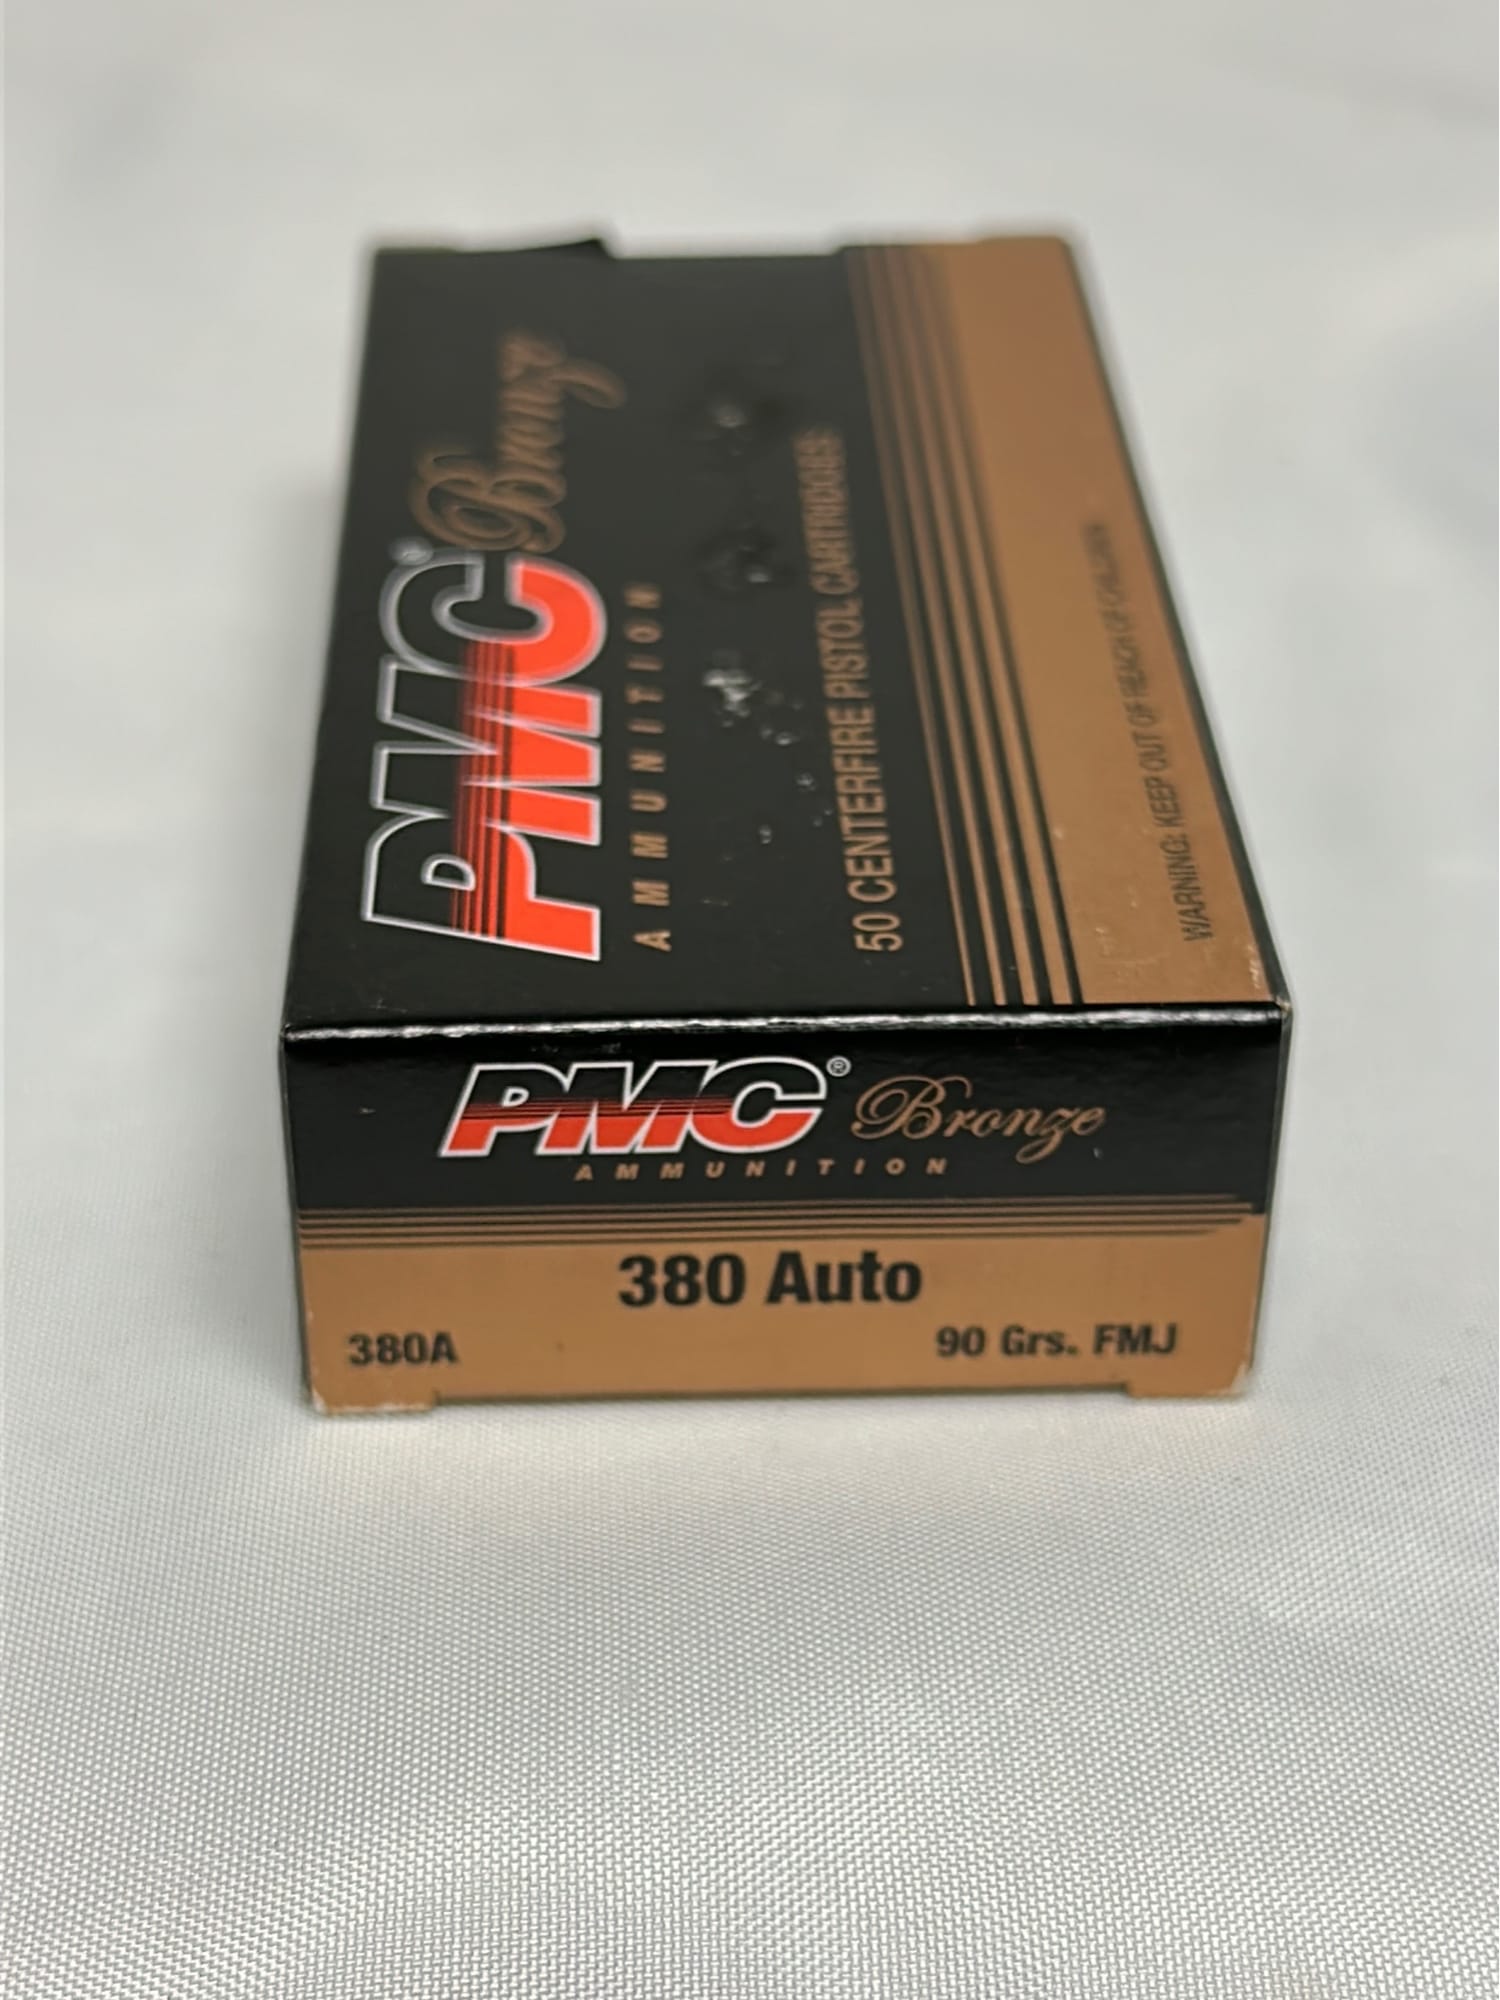 PMC® Bronze
AMMUNITION
50 CENTERFIRE PISTOL CARTRIDGES
WARNING: KEEP OUT OF REACH OF CHILDREN
PMC® Bronze
AMMUNITION
380 Auto
380A
90 Grs. FMJ